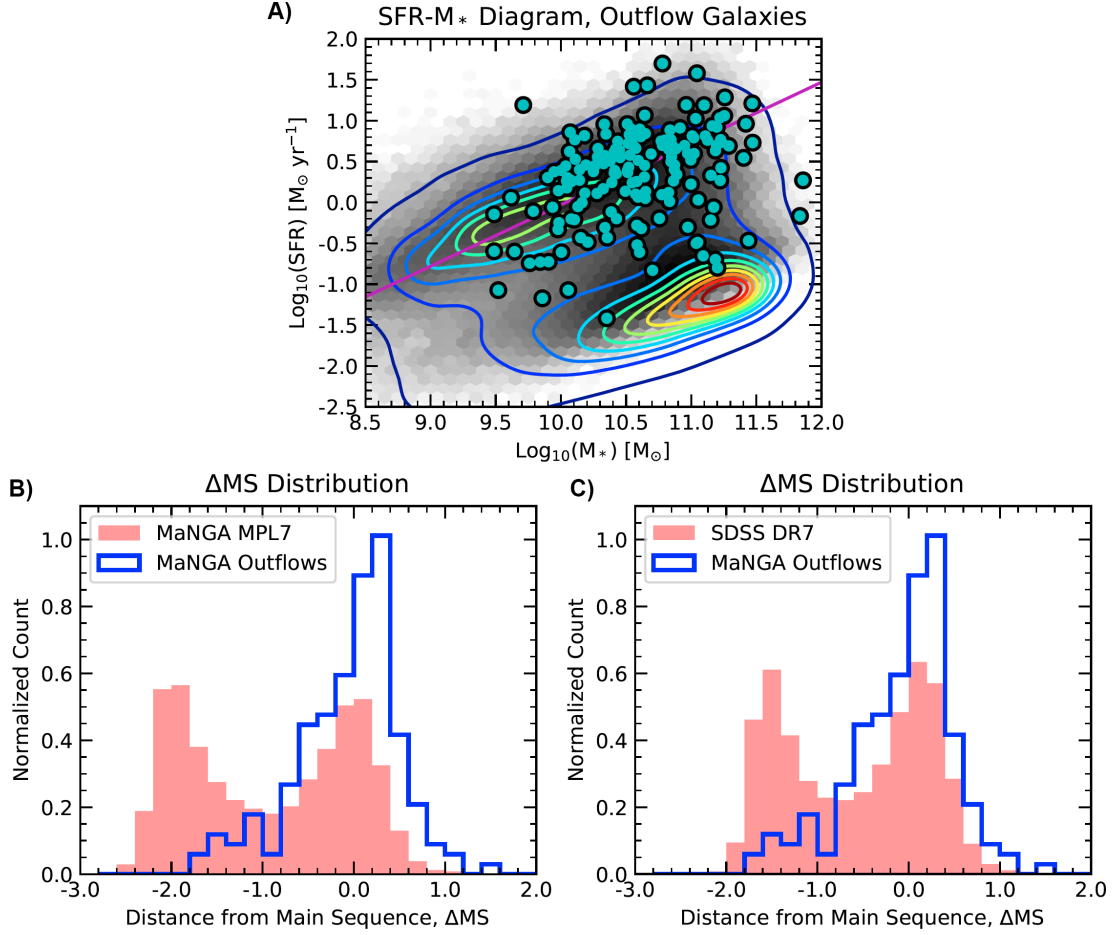 A)
SFR-M∗ Diagram, Outflow Galaxies
2.0
1.5
1.0
0.5
0.0
-0.5
-1.0
-1.5
-2.0
-2.5
Log₁₀(SFR) [M⊙ yr⁻¹]
8.5 9.0 9.5 10.0 10.5 11.0 11.5 12.0
Log₁₀(M∗) [M⊙]
B)
ΔMS Distribution
MaNGA MPL7
MaNGA Outflows
1.0
0.8
0.6
0.4
0.2
0.0
Normalized Count
-3.0 -2.0 -1.0 0.0 1.0 2.0
Distance from Main Sequence, ΔMS
C)
ΔMS Distribution
SDSS DR7
MaNGA Outflows
1.0
0.8
0.6
0.4
0.2
0.0
Normalized Count
-3.0 -2.0 -1.0 0.0 1.0 2.0
Distance from Main Sequence, ΔMS